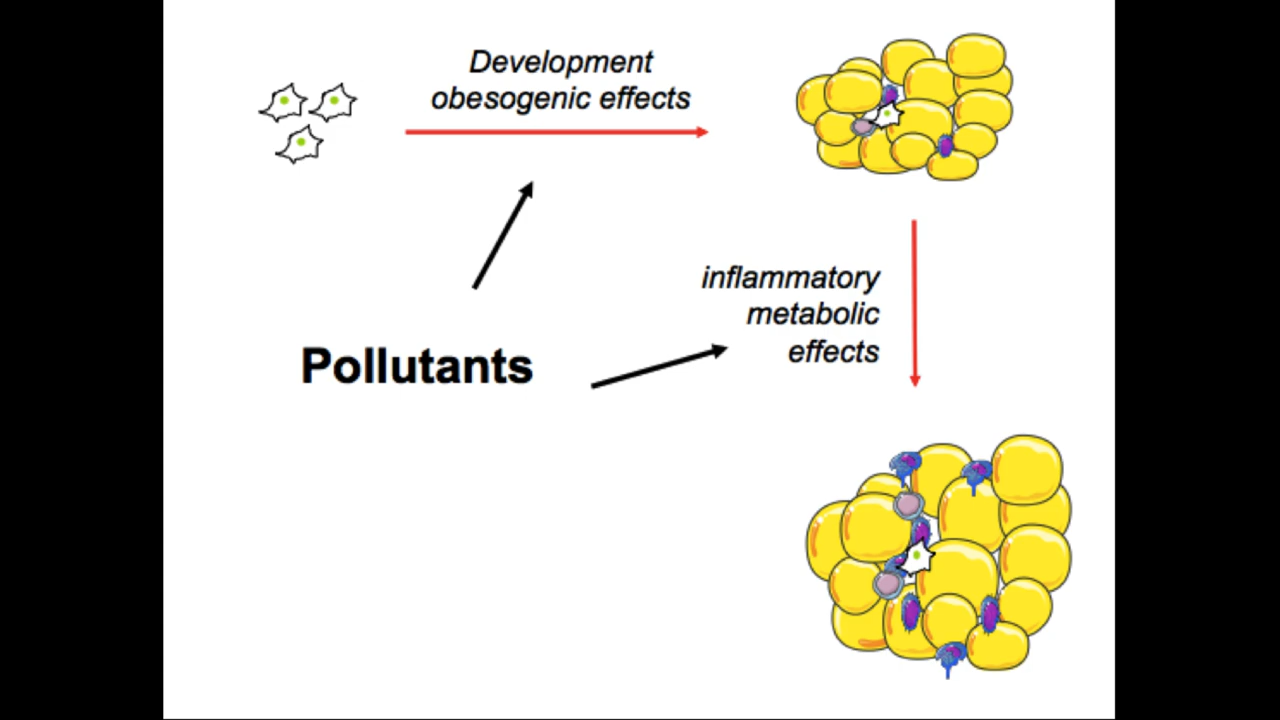 Development
obesogenic effects
inflammatory
metabolic
effects
Pollutants